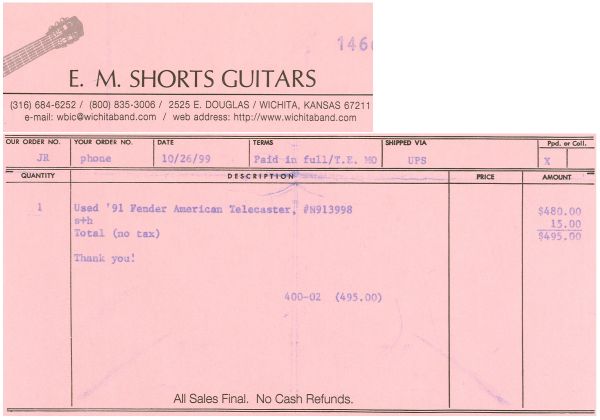 146
E. M. SHORTS GUITARS
(316) 684-6252 / (800) 835-3006 / 2525 E. DOUGLAS / WICHITA, KANSAS 67211
e-mail: wbic@wichitaband.com / web address: http://www.wichitaband.com
OUR ORDER NO. YOUR ORDER NO. DATE TERMS SHIPPED VIA Ppd. or Coll.
JR phone 10/26/99 Paid in full/T.E. MO UPS X
QUANTITY DESCRIPTION PRICE AMOUNT
1 Used '91 Fender American Telecaster, #N913998 $480.00
s+h 15.00
Total (no tax) $495.00
Thank you!
400-02 (495.00)
All Sales Final. No Cash Refunds.